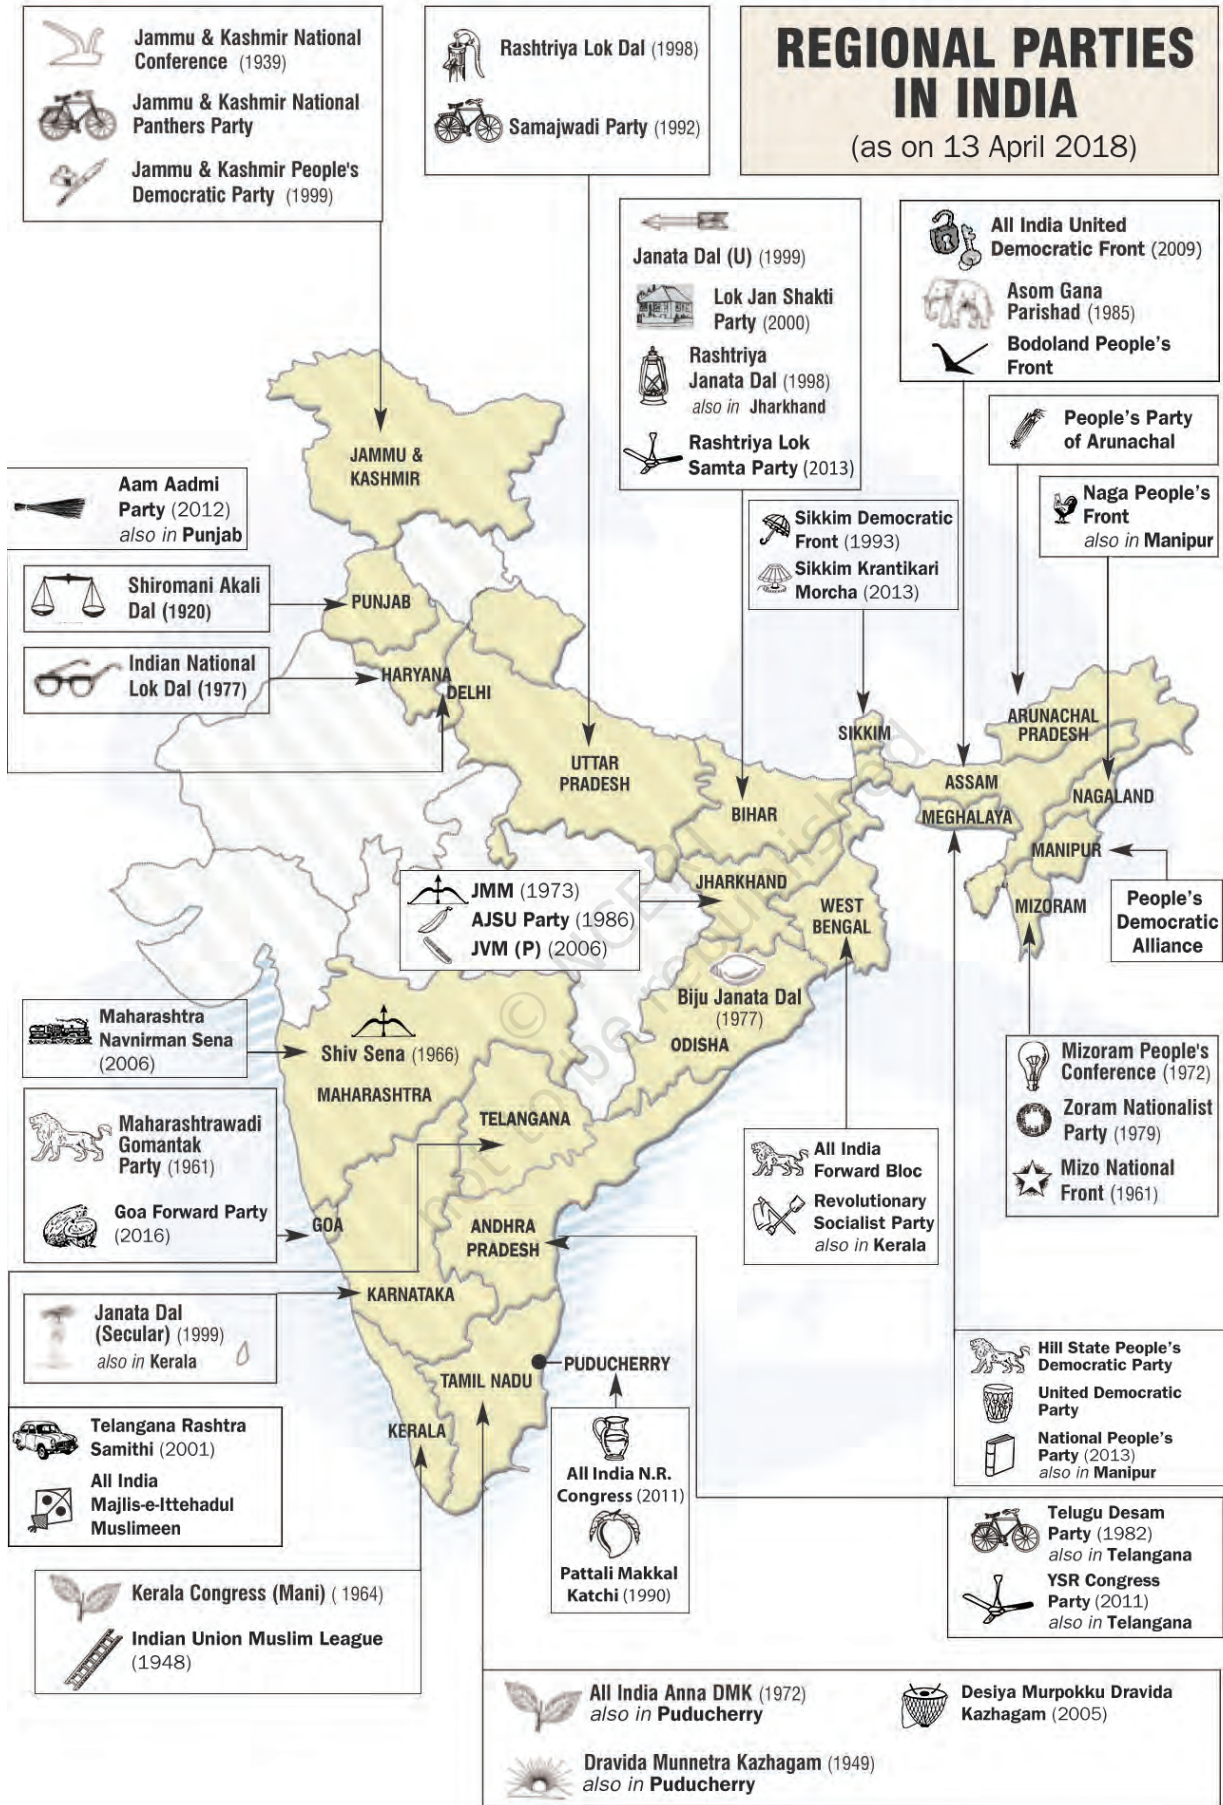 Jammu & Kashmir National
Conference (1939)
Jammu & Kashmir National
Panthers Party
Jammu & Kashmir People's
Democratic Party (1999)
Rashtriya Lok Dal (1998)
Samajwadi Party (1992)
REGIONAL PARTIES
IN INDIA
(as on 13 April 2018)
Janata Dal (U) (1999)
Lok Jan Shakti
Party (2000)
Rashtriya
Janata Dal (1998)
also in Jharkhand
Rashtriya Lok
Samta Party (2013)
All India United
Democratic Front (2009)
Asom Gana
Parishad (1985)
Bodoland People's
Front
People's Party
of Arunachal
Naga People's
Front
also in Manipur
Aam Aadmi
Party (2012)
also in Punjab
Sikkim Democratic
Front (1993)
Sikkim Krantikari
Morcha (2013)
Shiromani Akali
Dal (1920)
Indian National
Lok Dal (1977)
JAMMU &
KASHMIR
PUNJAB
HARYANA
DELHI
UTTAR
PRADESH
BIHAR
SIKKIM
ARUNACHAL
PRADESH
ASSAM
NAGALAND
MEGHALAYA
MANIPUR
MIZORAM
JHARKHAND
WEST
BENGAL
JMM (1973)
AJSU Party (1986)
JVM (P) (2006)
People's
Democratic
Alliance
Biju Janata Dal
(1977)
ODISHA
Maharashtra
Navnirman Sena
(2006)
Shiv Sena (1966)
MAHARASHTRA
TELANGANA
Maharashtrawadi
Gomantak
Party (1961)
Goa Forward Party
(2016)
GOA
ANDHRA
PRADESH
KARNATAKA
Mizoram People's
Conference (1972)
Zoram Nationalist
Party (1979)
Mizo National
Front (1961)
All India
Forward Bloc
Revolutionary
Socialist Party
also in Kerala
Janata Dal
(Secular) (1999)
also in Kerala
PUDUCHERRY
TAMIL NADU
KERALA
Hill State People's
Democratic Party
United Democratic
Party
National People's
Party (2013)
also in Manipur
Telangana Rashtra
Samithi (2001)
All India
Majlis-e-Ittehadul
Muslimeen
All India N.R.
Congress (2011)
Pattali Makkal
Katchi (1990)
Telugu Desam
Party (1982)
also in Telangana
YSR Congress
Party (2011)
also in Telangana
Kerala Congress (Mani) ( 1964)
Indian Union Muslim League
(1948)
All India Anna DMK (1972)
also in Puducherry
Desiya Murpokku Dravida
Kazhagam (2005)
Dravida Munnetra Kazhagam (1949)
also in Puducherry
© NCERT
not to be republished